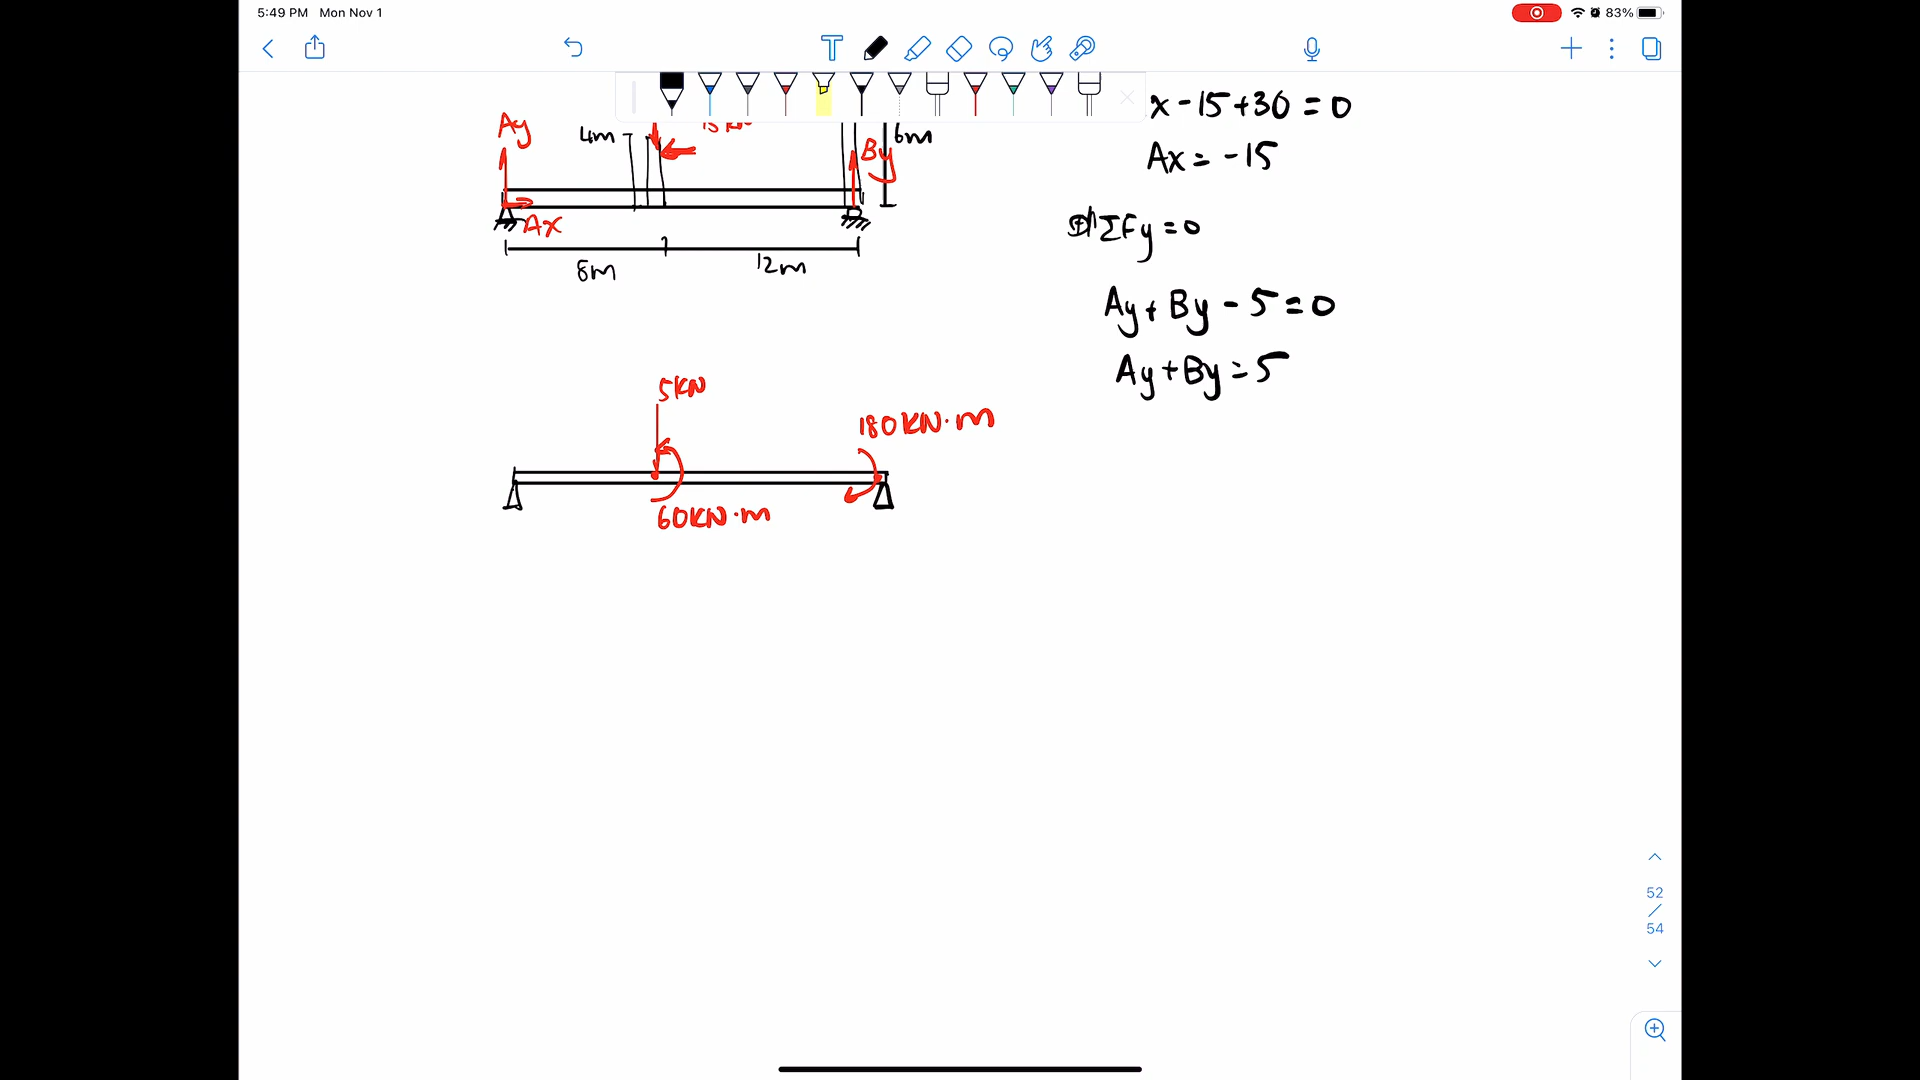 5:49 PM Mon Nov 1
83%
x - 15 + 30 = 0
Ax = -15
Ay
4m
6m
By
Ax
8m
12m
ΣFy = 0
Ay + By - 5 = 0
Ay + By = 5
5KN
180KN·m
60KN·m
52
/
54